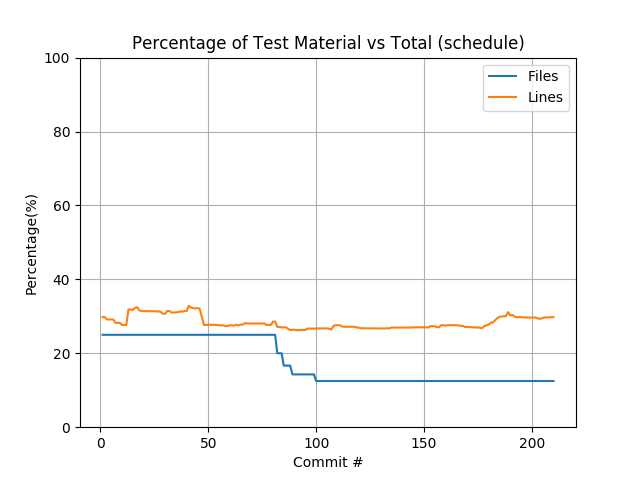 Percentage of Test Material vs Total (schedule)
Files
Lines
100
80
60
40
20
0
Percentage(%)
0 50 100 150 200
Commit #